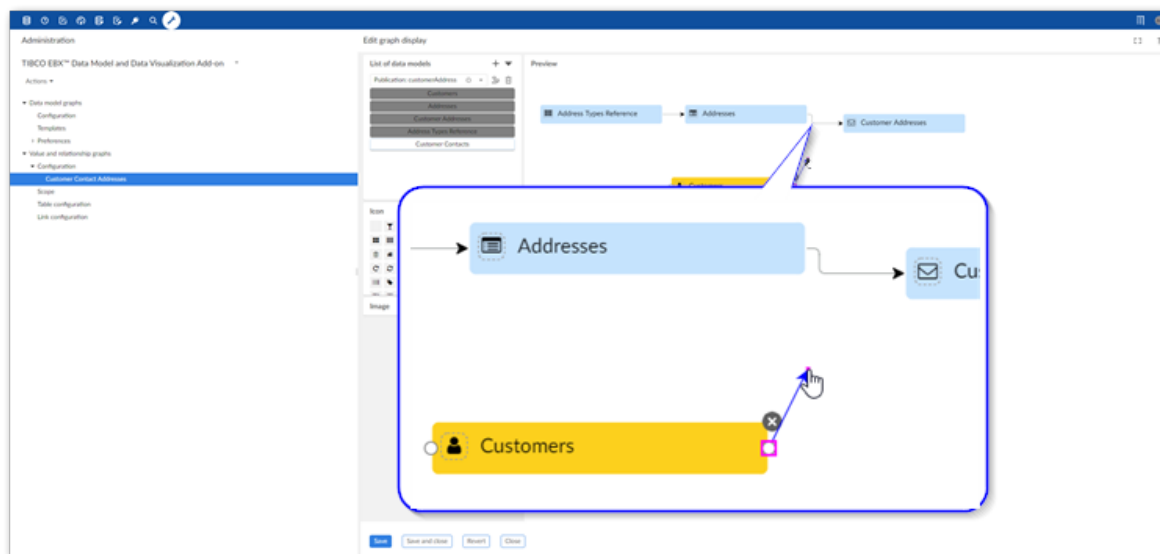 Administration
Edit graph display
TIBCO EBX™ Data Model and Data Visualization Add-on
Actions
Data model graphs
Configuration
Templates
Preferences
Value and relationship graphs
Configuration
Customer Contact Addresses
Scope
Table configuration
Link configuration
List of data models
Publication: customerAddress
Customers
Addresses
Customer Addresses
Address Types Reference
Customer Contacts
Icon
Image
Preview
Address Types Reference
Addresses
Customer Addresses
Customers
Addresses
Cu
Customers
Save
Save and close
Revert
Close